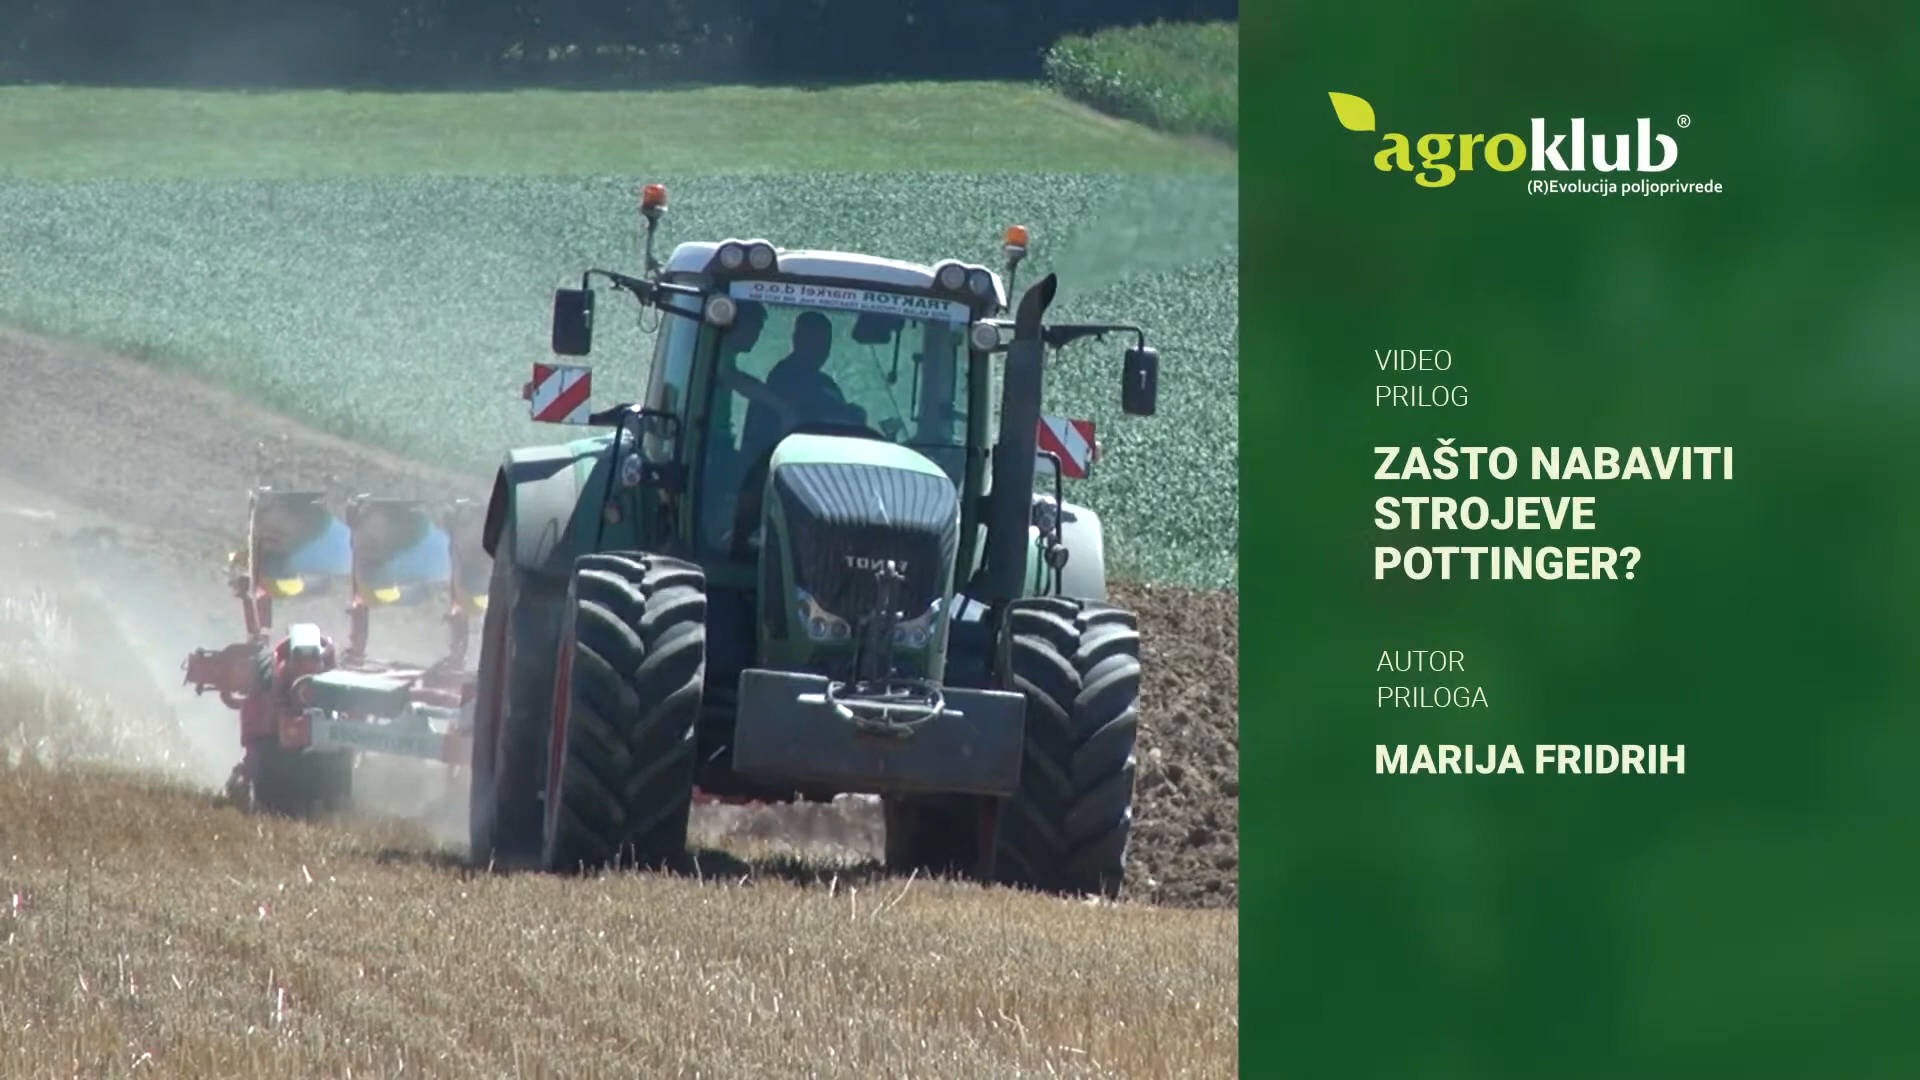 agroklub®
(R)Evolucija poljoprivrede
VIDEO
PRILOG
ZAŠTO NABAVITI
STROJEVE
POTTINGER?
AUTOR
PRILOGA
MARIJA FRIDRIH
TRAKTOR market d.o.o.
FENDT